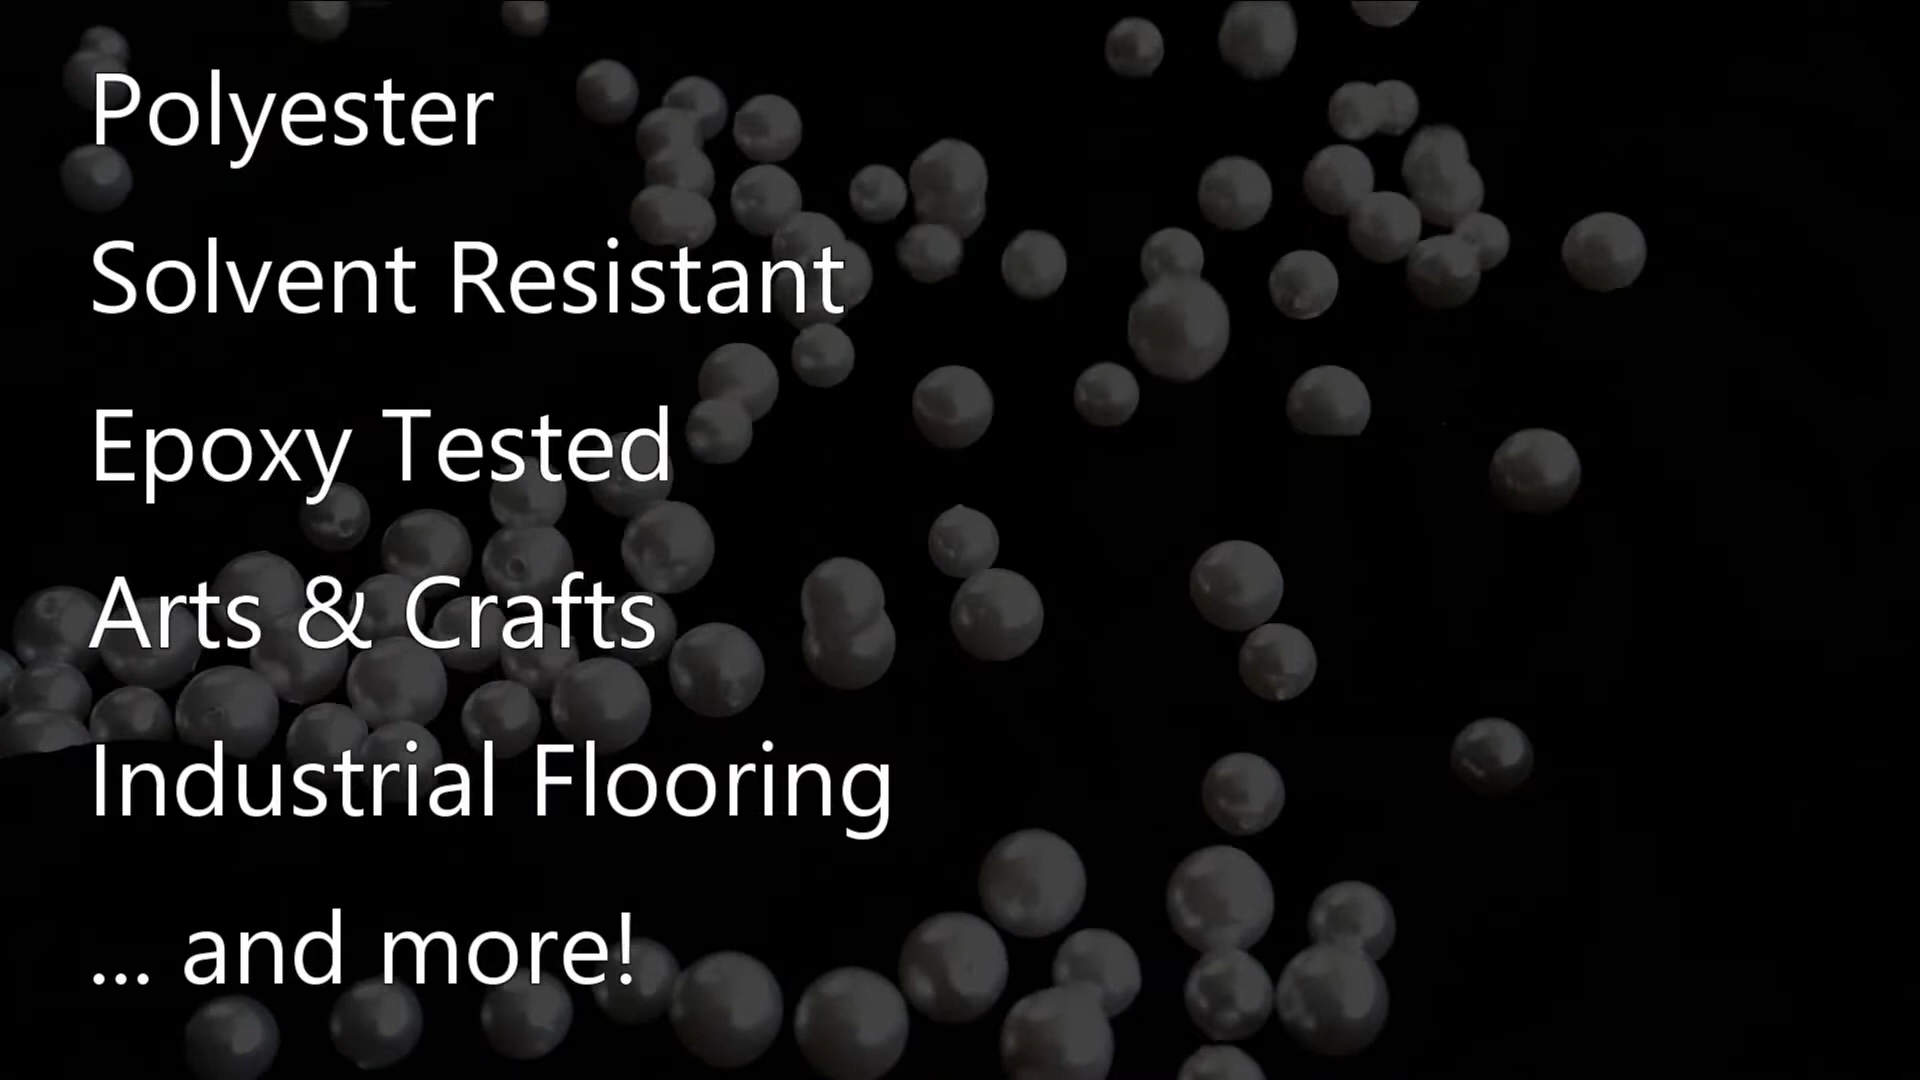 Polyester
Solvent Resistant
Epoxy Tested
Arts & Crafts
Industrial Flooring
... and more!